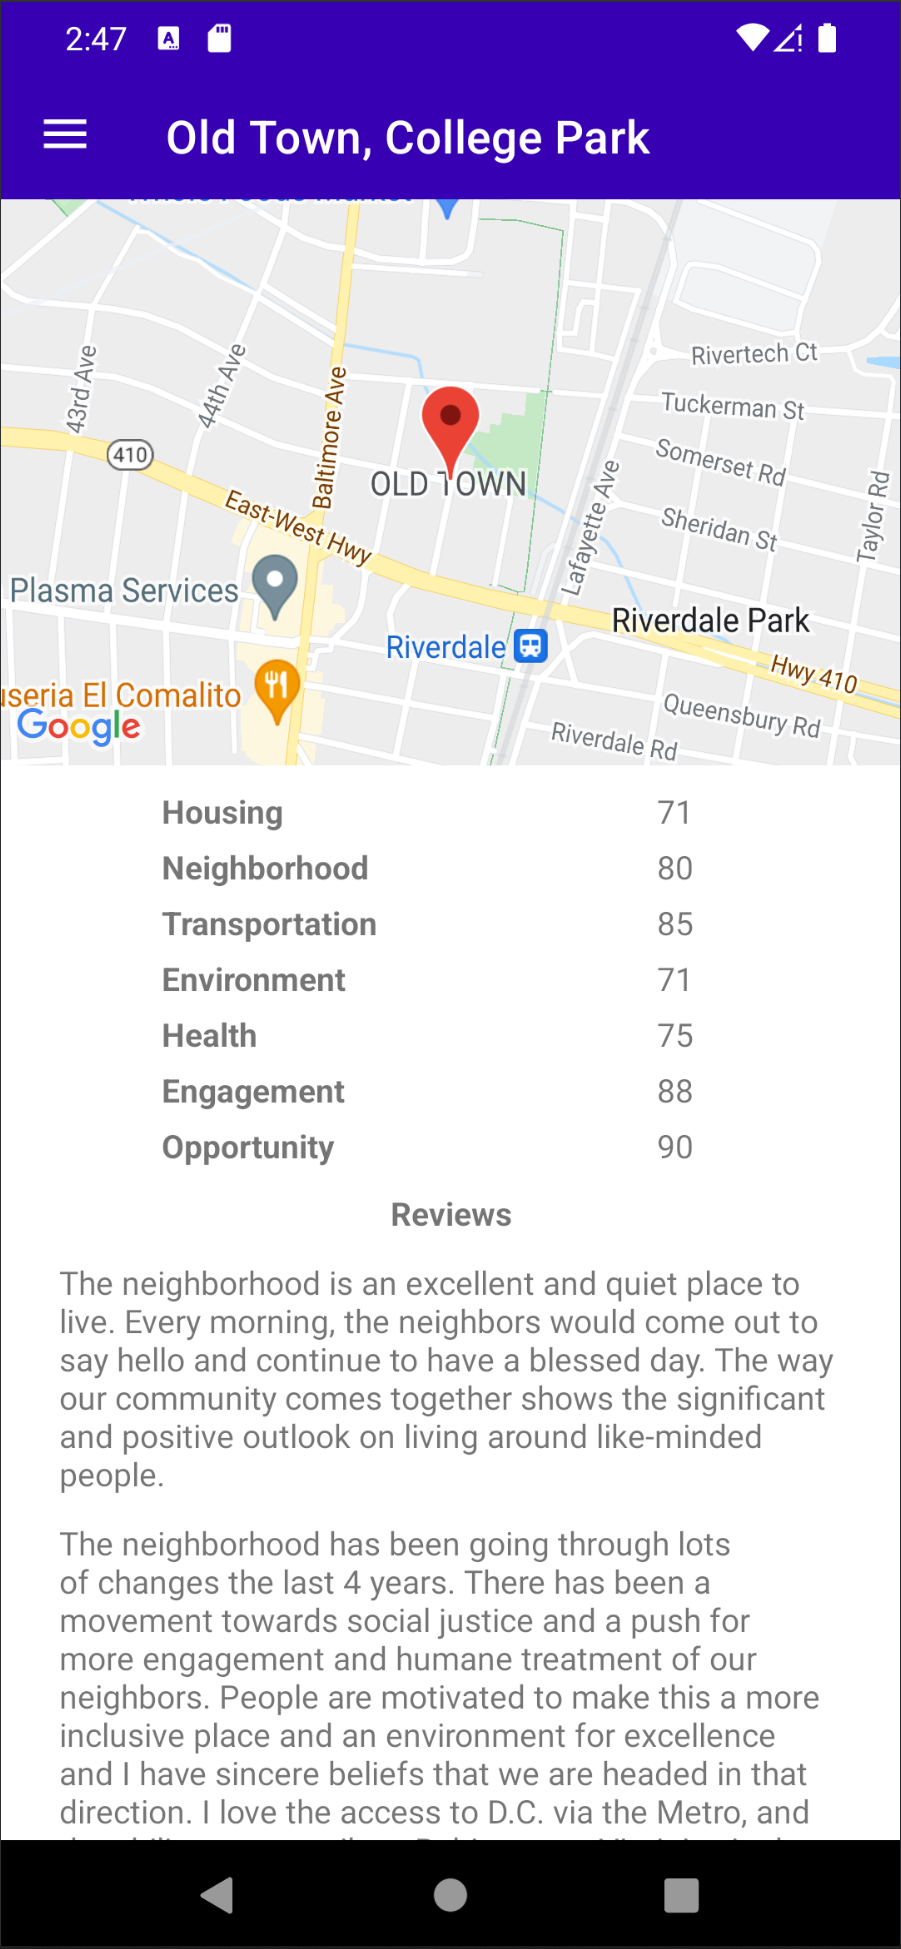 2:47
Old Town, College Park
Whole Foods Market
Rivertech Ct
43rd Ave
44th Ave
Baltimore Ave
Tuckerman St
410
Somerset Rd
OLD TOWN
East-West Hwy
Lafayette Ave
Sheridan St
Taylor Rd
Plasma Services
Riverdale Park
Riverdale
Hwy 410
useria El Comalito
Google
Queensbury Rd
Riverdale Rd
Housing 71
Neighborhood 80
Transportation 85
Environment 71
Health 75
Engagement 88
Opportunity 90
Reviews
The neighborhood is an excellent and quiet place to
live. Every morning, the neighbors would come out to
say hello and continue to have a blessed day. The way
our community comes together shows the significant
and positive outlook on living around like-minded
people.
The neighborhood has been going through lots
of changes the last 4 years. There has been a
movement towards social justice and a push for
more engagement and humane treatment of our
neighbors. People are motivated to make this a more
inclusive place and an environment for excellence
and I have sincere beliefs that we are headed in that
direction. I love the access to D.C. via the Metro, and